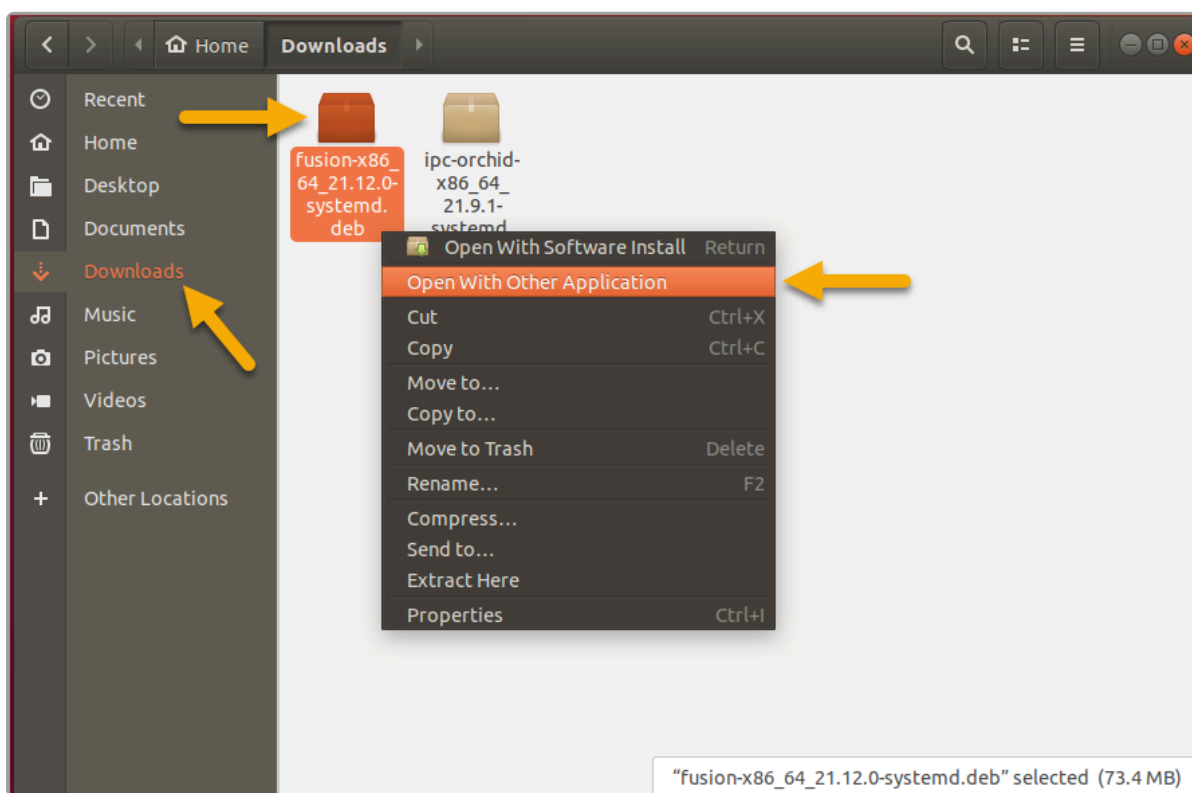 Home Downloads
Recent
Home
Desktop
Documents
Downloads
Music
Pictures
Videos
Trash
Other Locations
fusion-x86_
64_21.12.0-
systemd.
deb
ipc-orchid-
x86_64_
21.9.1-
systemd
Open With Software Install Return
Open With Other Application
Cut Ctrl+X
Copy Ctrl+C
Move to…
Copy to…
Move to Trash Delete
Rename… F2
Compress…
Send to…
Extract Here
Properties Ctrl+I
"fusion-x86_64_21.12.0-systemd.deb" selected (73.4 MB)